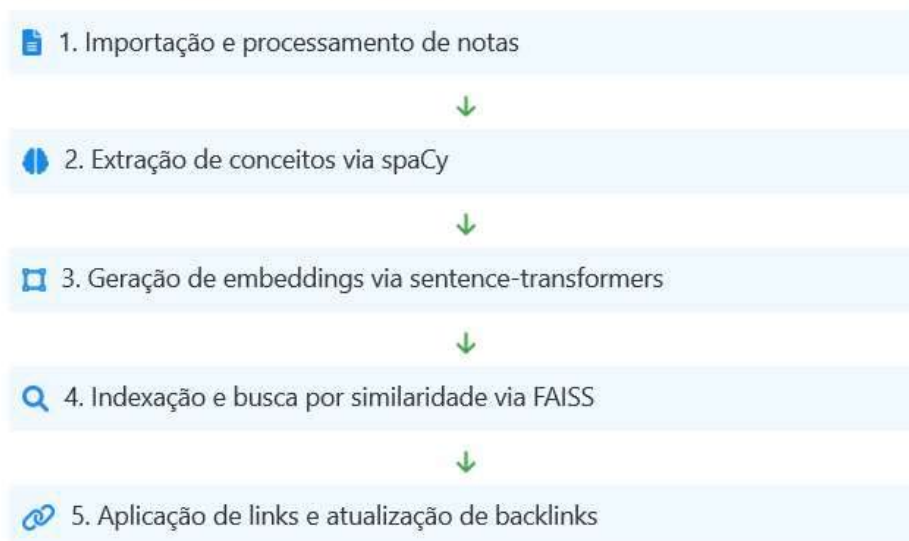 1. Importação e processamento de notas
2. Extração de conceitos via spaCy
3. Geração de embeddings via sentence-transformers
4. Indexação e busca por similaridade via FAISS
5. Aplicação de links e atualização de backlinks